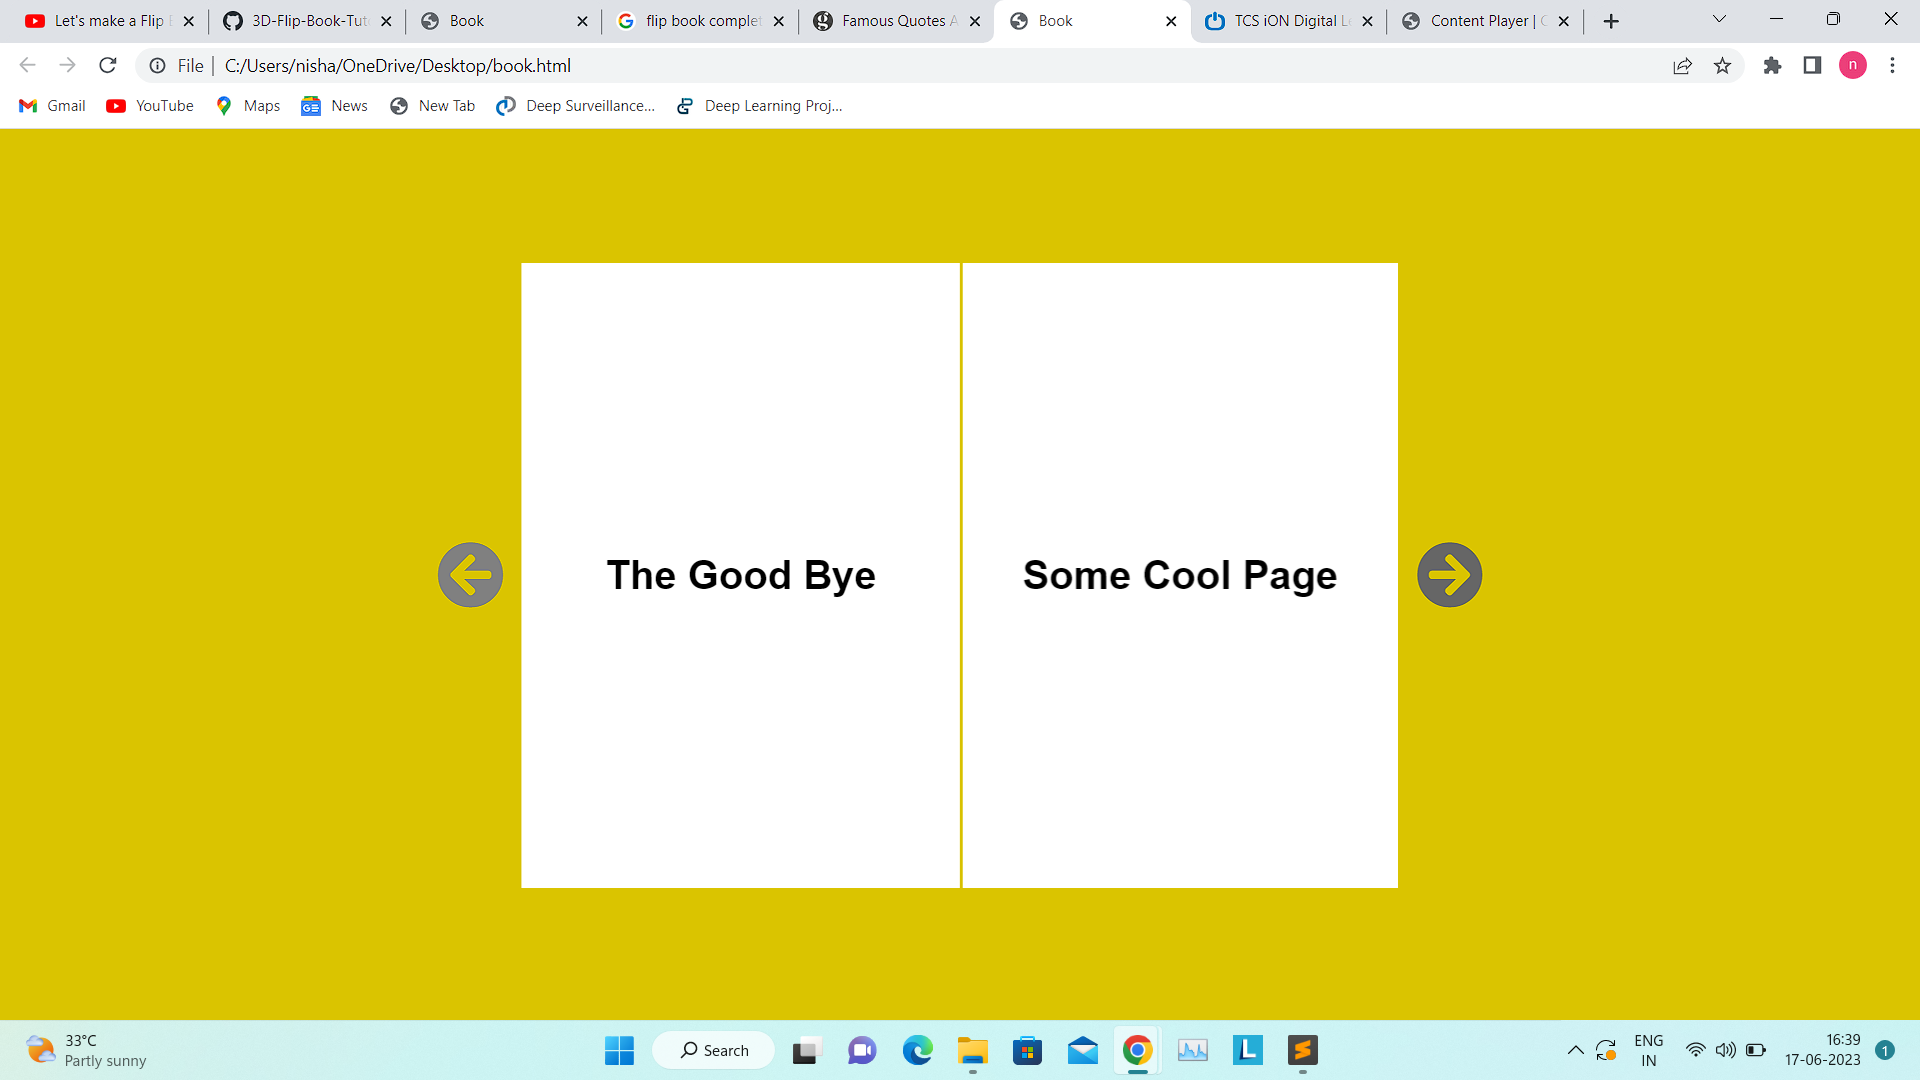 Let's make a Flip
3D-Flip-Book-Tut
Book
flip book complet
Famous Quotes A
Book
TCS iON Digital L
Content Player | C
File
C:/Users/nisha/OneDrive/Desktop/book.html
n
Gmail
YouTube
Maps
News
New Tab
Deep Surveillance...
Deep Learning Proj...
The Good Bye
Some Cool Page
33°C
Partly sunny
Search
ENG
IN
16:39
17-06-2023
1